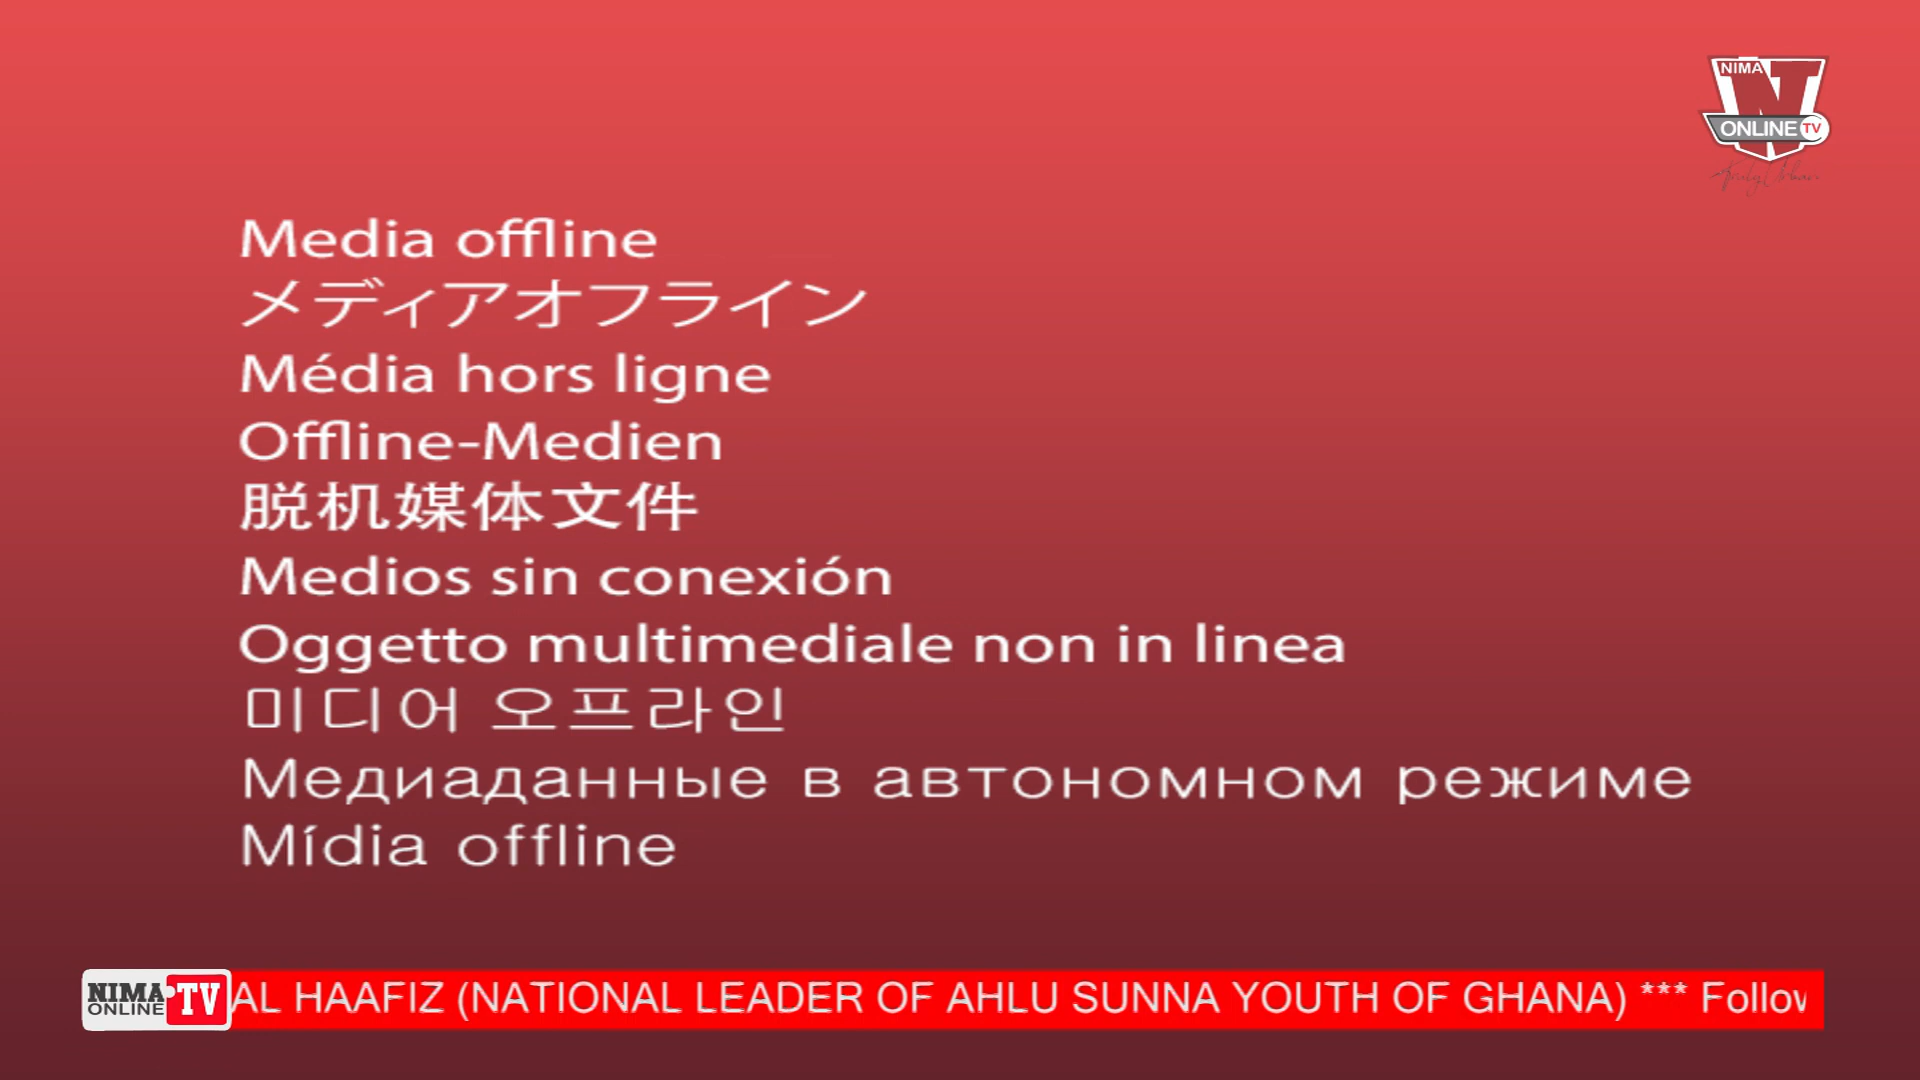 NIMA
ONLINE TV
Media offline
メディアオフライン
Média hors ligne
Offline-Medien
脱机媒体文件
Medios sin conexión
Oggetto multimediale non in linea
미디어 오프라인
Медиаданные в автономном режиме
Mídia offline
NIMA ONLINE TV
AL HAAFIZ (NATIONAL LEADER OF AHLU SUNNA YOUTH OF GHANA) *** Follow